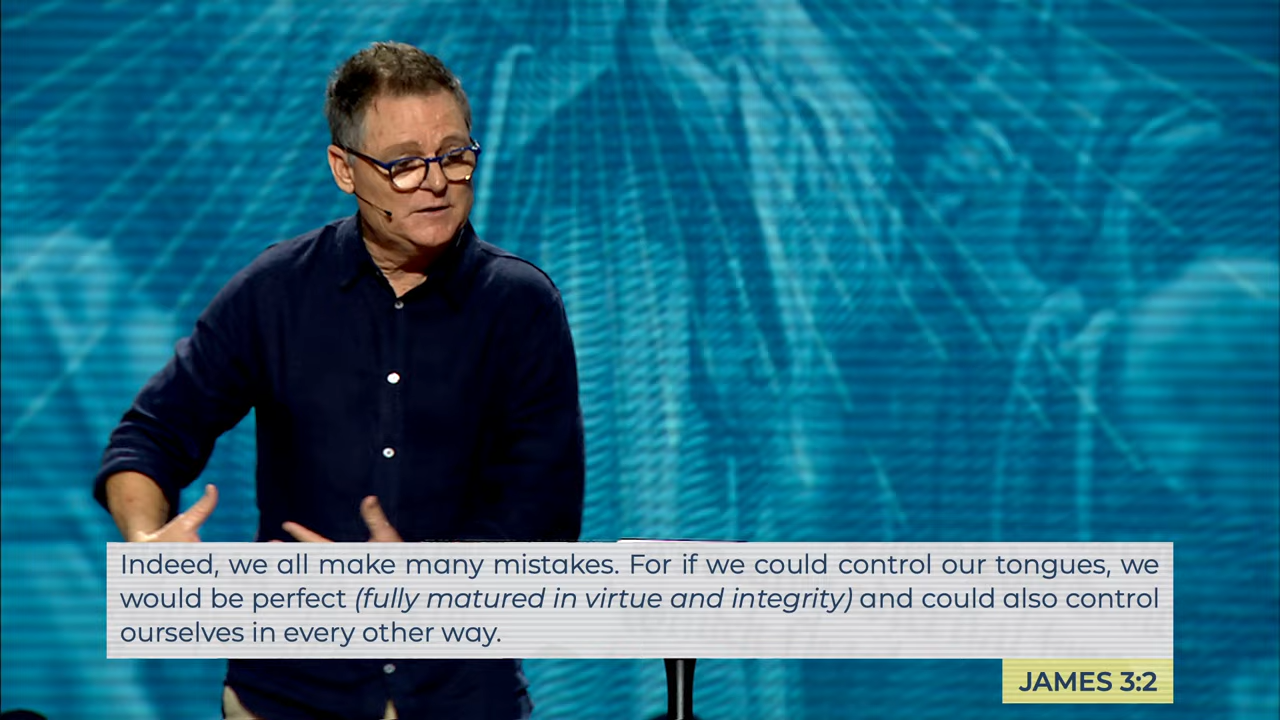 Indeed, we all make many mistakes. For if we could control our tongues, we
would be perfect (fully matured in virtue and integrity) and could also control
ourselves in every other way.
JAMES 3:2